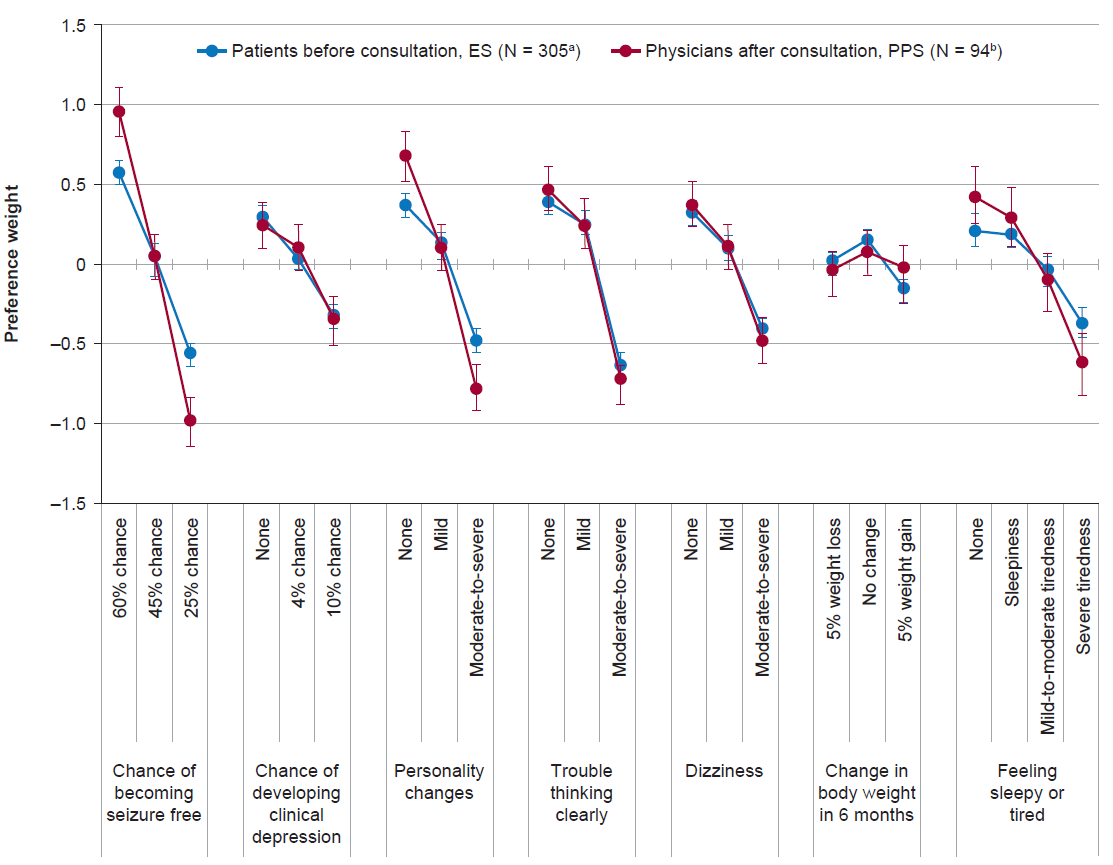 1.5
1.0
0.5
0
–0.5
–1.0
–1.5
Preference weight
Patients before consultation, ES (N = 305a)
Physicians after consultation, PPS (N = 94b)
60% chance
45% chance
25% chance
None
4% chance
10% chance
None
Mild
Moderate-to-severe
None
Mild
Moderate-to-severe
None
Mild
Moderate-to-severe
5% weight loss
No change
5% weight gain
None
Sleepiness
Mild-to-moderate tiredness
Severe tiredness
Chance of
becoming
seizure free
Chance of
developing
clinical
depression
Personality
changes
Trouble
thinking
clearly
Dizziness
Change in
body weight
in 6 months
Feeling
sleepy or
tired